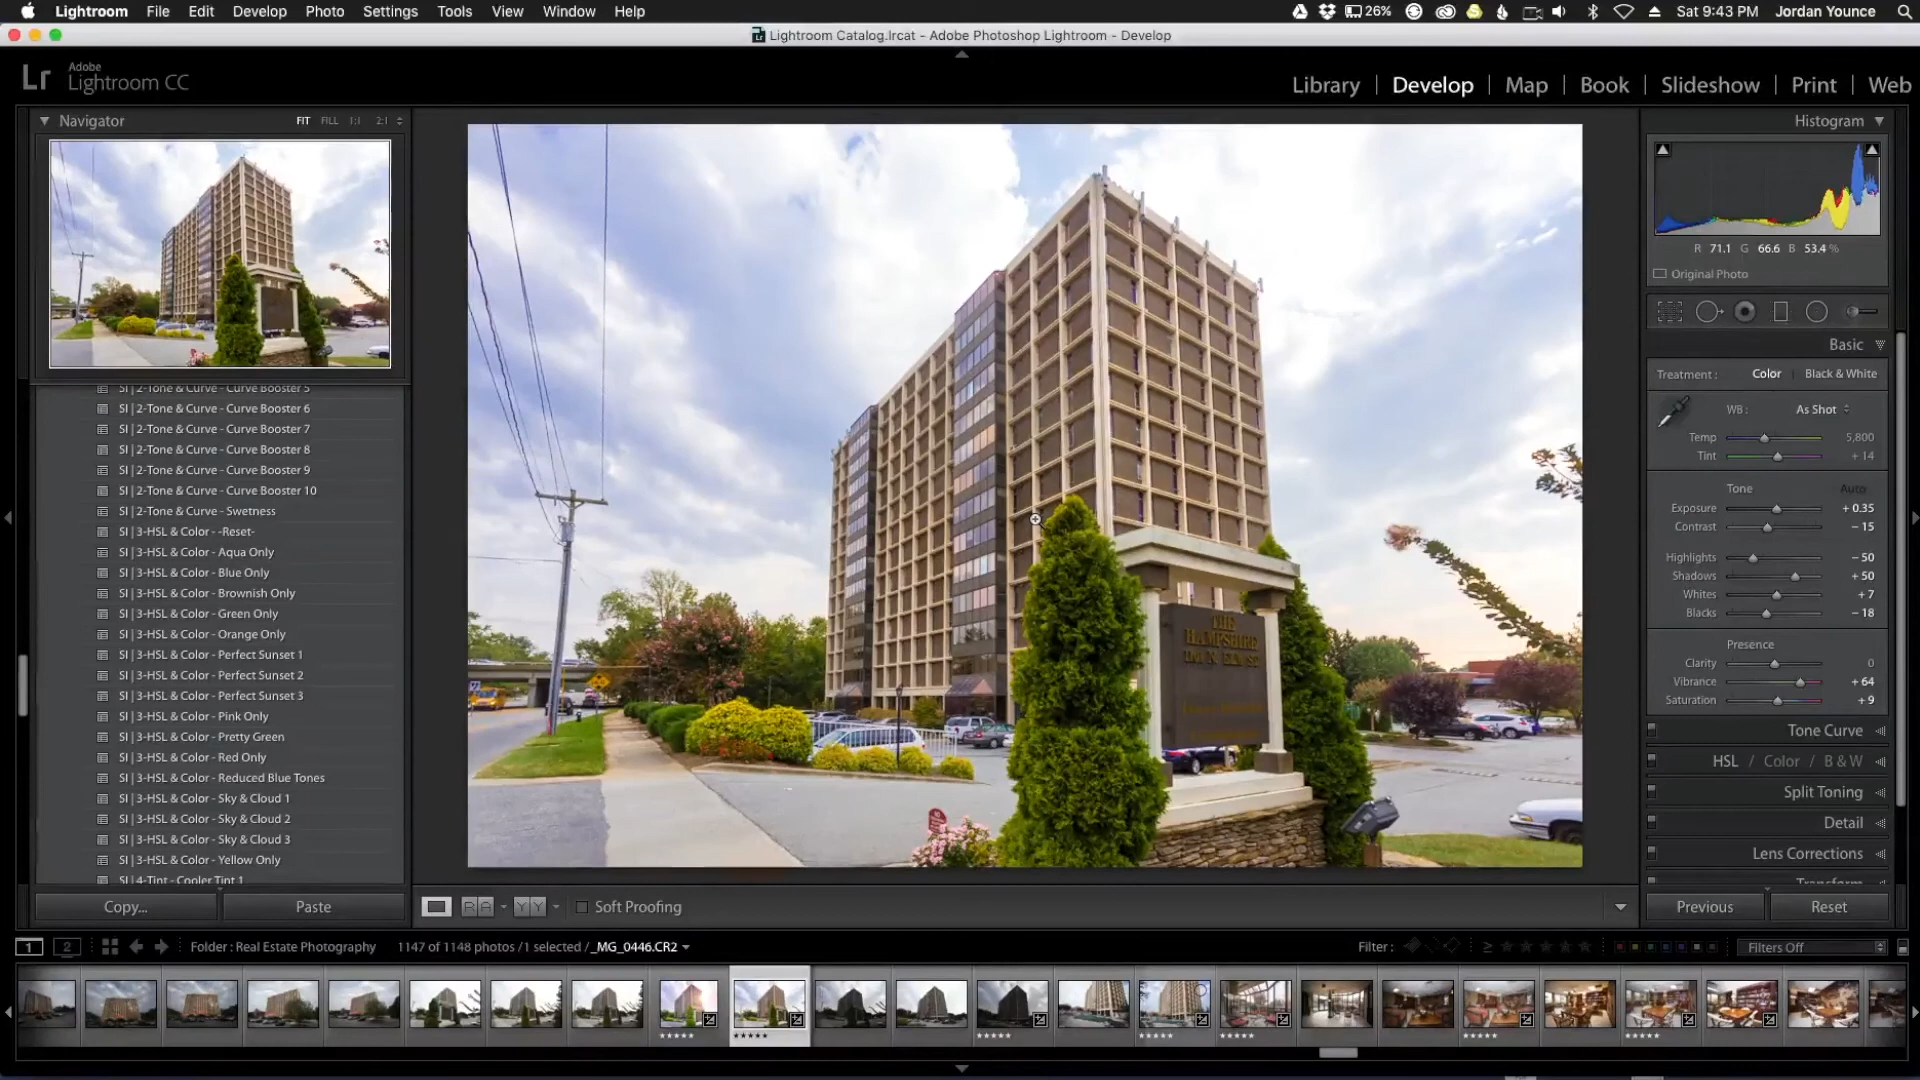 Lightroom File Edit Develop Photo Settings Tools View Window Help
26% Sat 9:43 PM Jordan Younce
Lightroom Catalog.lrcat - Adobe Photoshop Lightroom - Develop
Lr Adobe
Lightroom CC
Library | Develop | Map | Book | Slideshow | Print | Web
Navigator FIT FILL 1:1 2:1
Histogram
R 71.1 G 66.6 B 53.4 %
Original Photo
Basic
Treatment : Color Black & White
WB : As Shot
Temp 5,800
Tint + 14
Tone Auto
Exposure + 0.35
Contrast – 15
Highlights – 50
Shadows + 50
Whites + 7
Blacks – 18
Presence
Clarity 0
Vibrance + 64
Saturation + 9
Tone Curve
HSL / Color / B & W
Split Toning
Detail
Lens Corrections
Transform
Previous Reset
SI | 2-Tone & Curve - Curve Booster 5
SI | 2-Tone & Curve - Curve Booster 6
SI | 2-Tone & Curve - Curve Booster 7
SI | 2-Tone & Curve - Curve Booster 8
SI | 2-Tone & Curve - Curve Booster 9
SI | 2-Tone & Curve - Curve Booster 10
SI | 2-Tone & Curve - Swetness
SI | 3-HSL & Color - -Reset-
SI | 3-HSL & Color - Aqua Only
SI | 3-HSL & Color - Blue Only
SI | 3-HSL & Color - Brownish Only
SI | 3-HSL & Color - Green Only
SI | 3-HSL & Color - Orange Only
SI | 3-HSL & Color - Perfect Sunset 1
SI | 3-HSL & Color - Perfect Sunset 2
SI | 3-HSL & Color - Perfect Sunset 3
SI | 3-HSL & Color - Pink Only
SI | 3-HSL & Color - Pretty Green
SI | 3-HSL & Color - Red Only
SI | 3-HSL & Color - Reduced Blue Tones
SI | 3-HSL & Color - Sky & Cloud 1
SI | 3-HSL & Color - Sky & Cloud 2
SI | 3-HSL & Color - Sky & Cloud 3
SI | 3-HSL & Color - Yellow Only
SI | 4-Tint - Cooler Tint 1
THE
HAMPSHIRE
Copy... Paste
RA YY Soft Proofing
1 2 Folder : Real Estate Photography 1147 of 1148 photos / 1 selected / _MG_0446.CR2 Filter : Filters Off